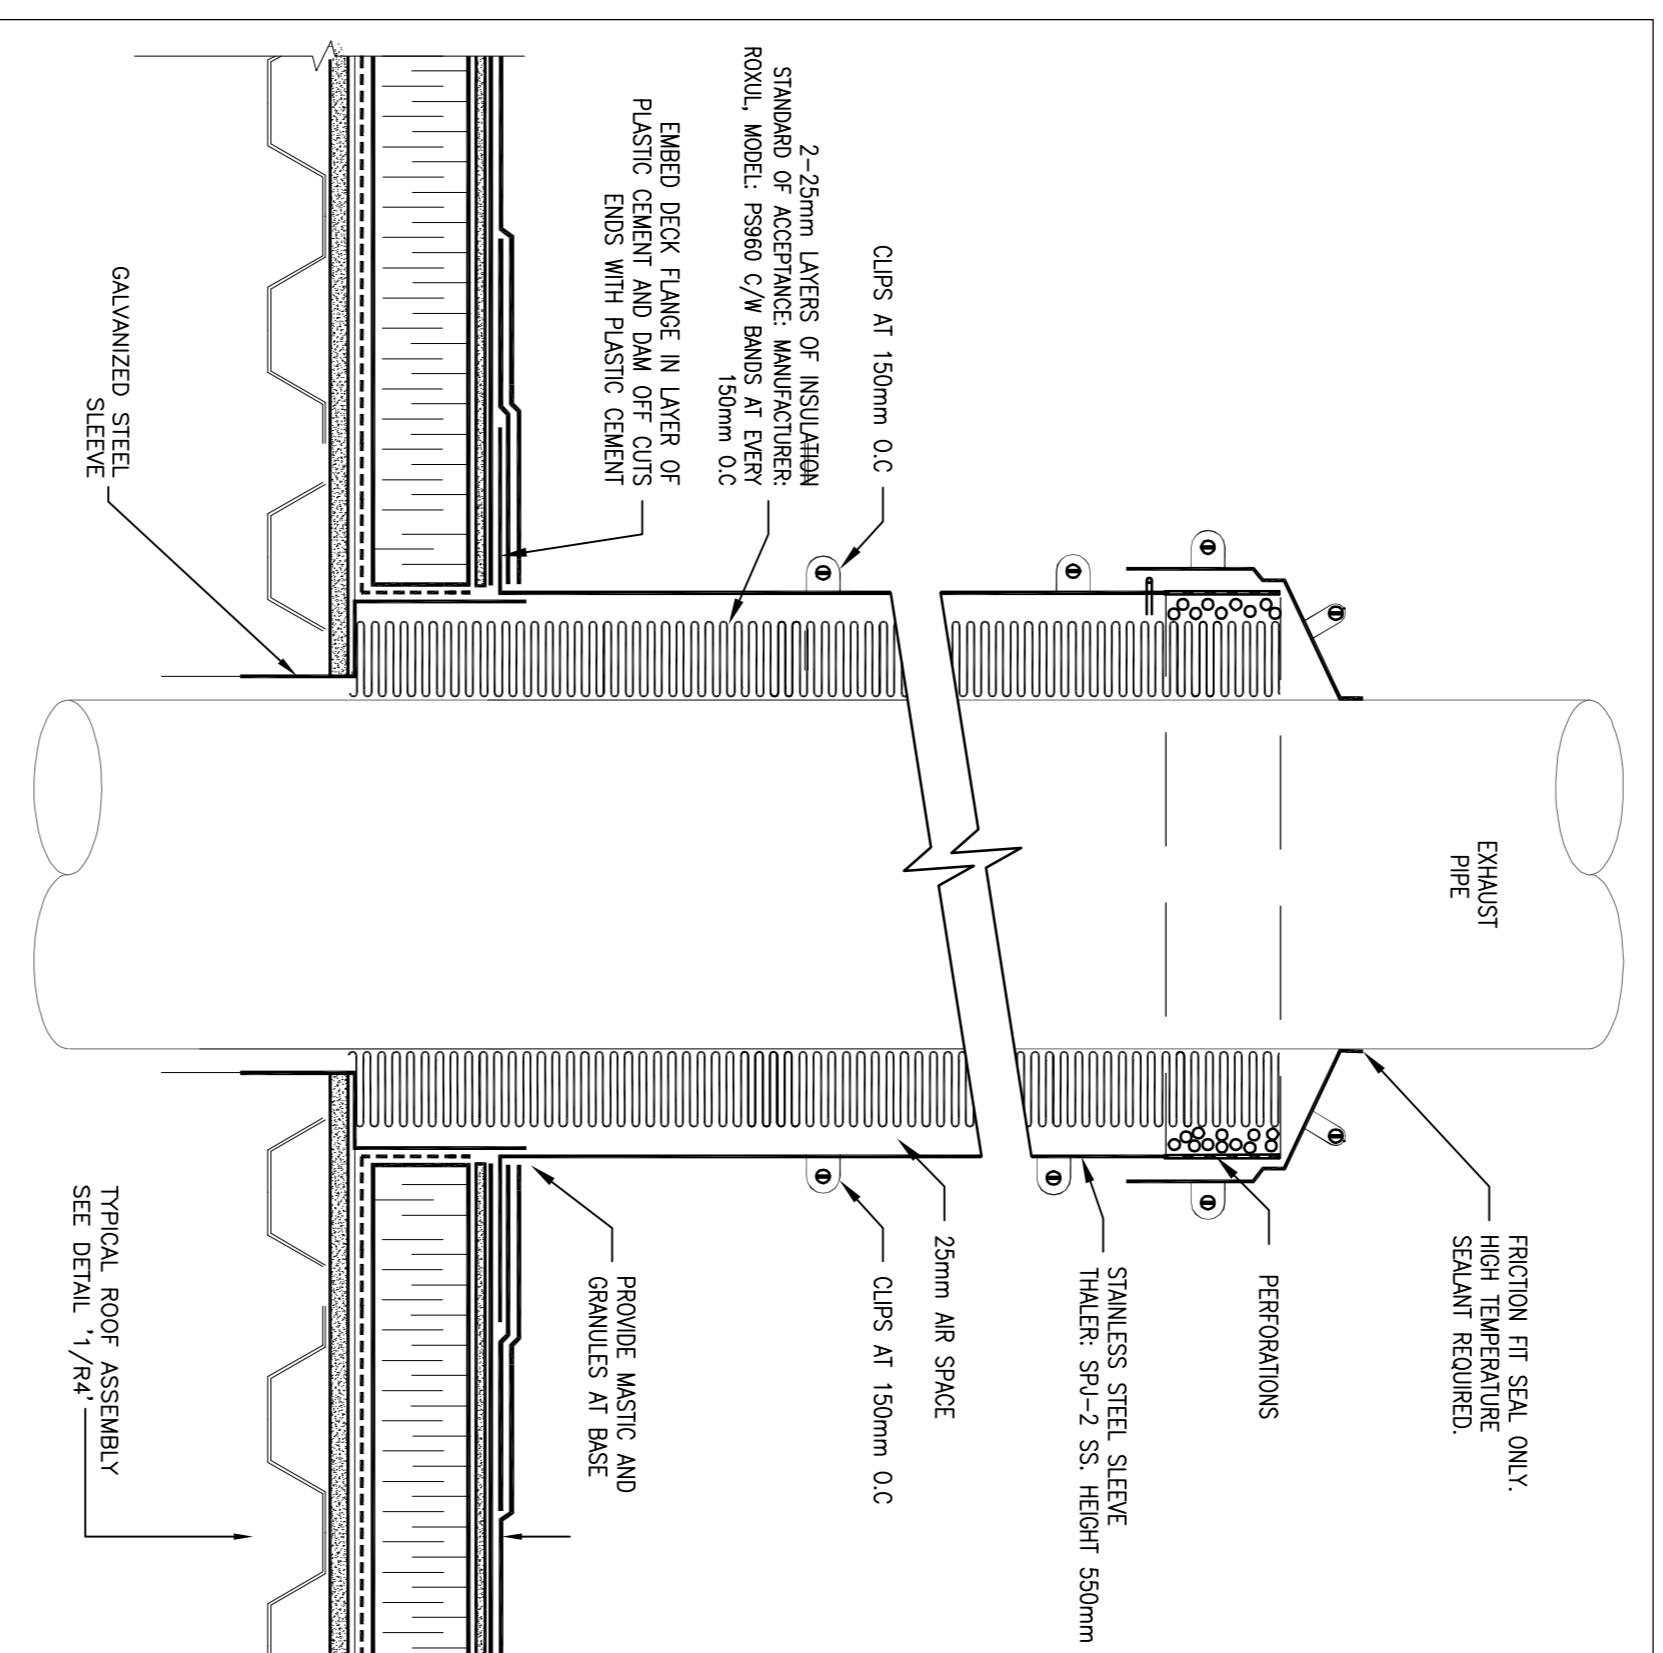 2-25mm LAYERS OF INSULATION
STANDARD OF ACCEPTANCE: MANUFACTURER:
ROXUL, MODEL: PS960 C/W BANDS AT EVERY
150mm O.C
CLIPS AT 150mm O.C
EMBED DECK FLANGE IN LAYER OF
PLASTIC CEMENT AND DAM OFF CUTS
ENDS WITH PLASTIC CEMENT
GALVANIZED STEEL
SLEEVE
EXHAUST
PIPE
FRICTION FIT SEAL ONLY.
HIGH TEMPERATURE
SEALANT REQUIRED.
PERFORATIONS
STAINLESS STEEL SLEEVE
THALER: SPJ-2 SS. HEIGHT 550mm
25mm AIR SPACE
CLIPS AT 150mm O.C
PROVIDE MASTIC AND
GRANULES AT BASE
TYPICAL ROOF ASSEMBLY
SEE DETAIL '1/R4'